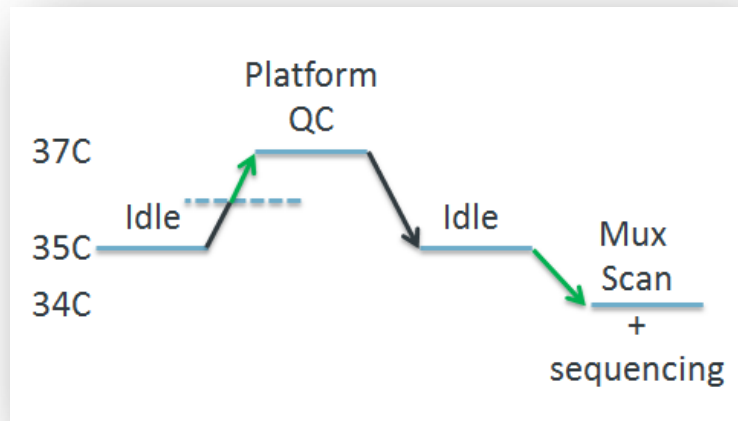 Platform
QC
37C
Idle
35C
Idle
Mux
Scan
34C
+
sequencing